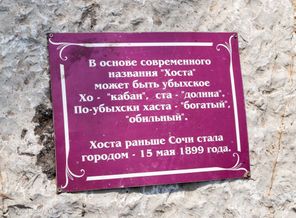 В основе современного
названия "Хоста"
может быть убыхское
Хо - "кабан", ста - "долина".
По-убыхски хаста - "богатый",
"обильный".
Хоста раньше Сочи стала
городом - 15 мая 1899 года.